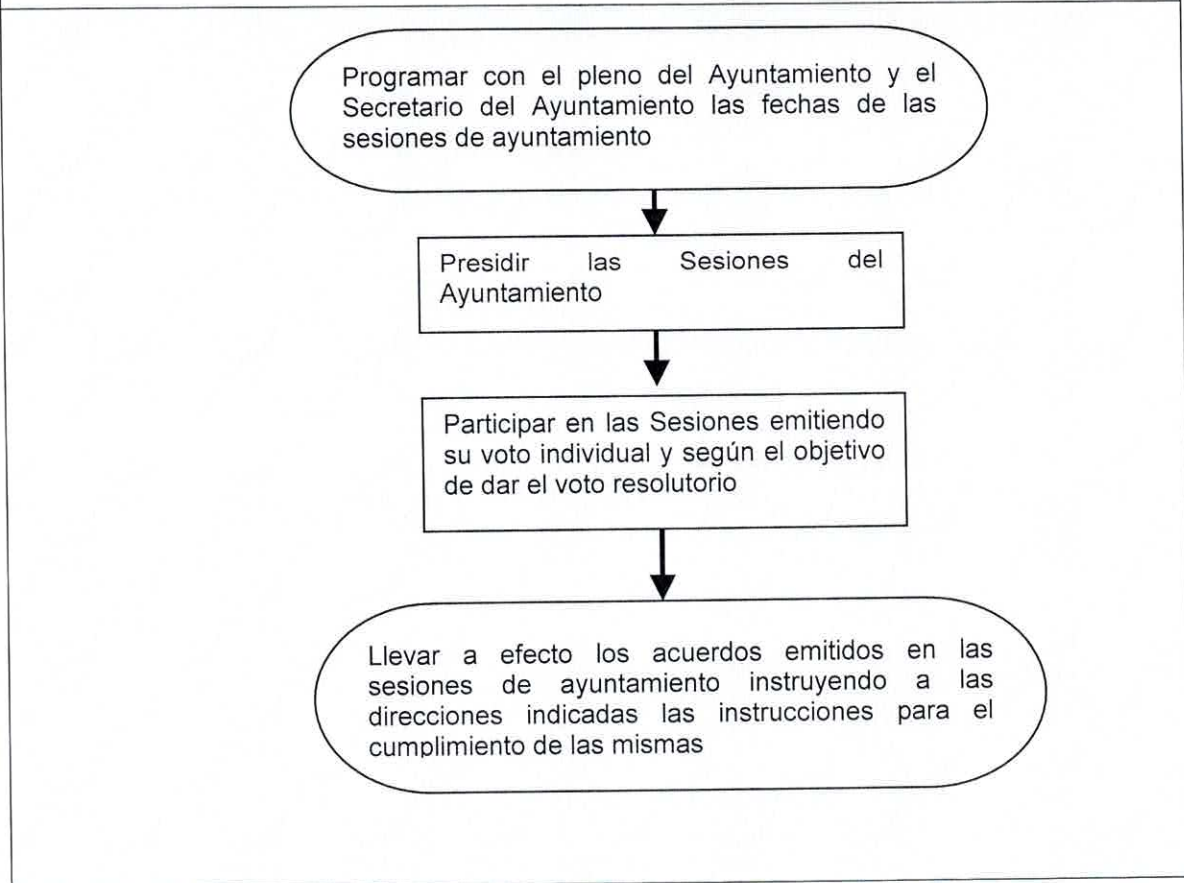 Programar con el pleno del Ayuntamiento y el
Secretario del Ayuntamiento las fechas de las
sesiones de ayuntamiento
Presidir las Sesiones del
Ayuntamiento
Participar en las Sesiones emitiendo
su voto individual y según el objetivo
de dar el voto resolutorio
Llevar a efecto los acuerdos emitidos en las
sesiones de ayuntamiento instruyendo a las
direcciones indicadas las instrucciones para el
cumplimiento de las mismas